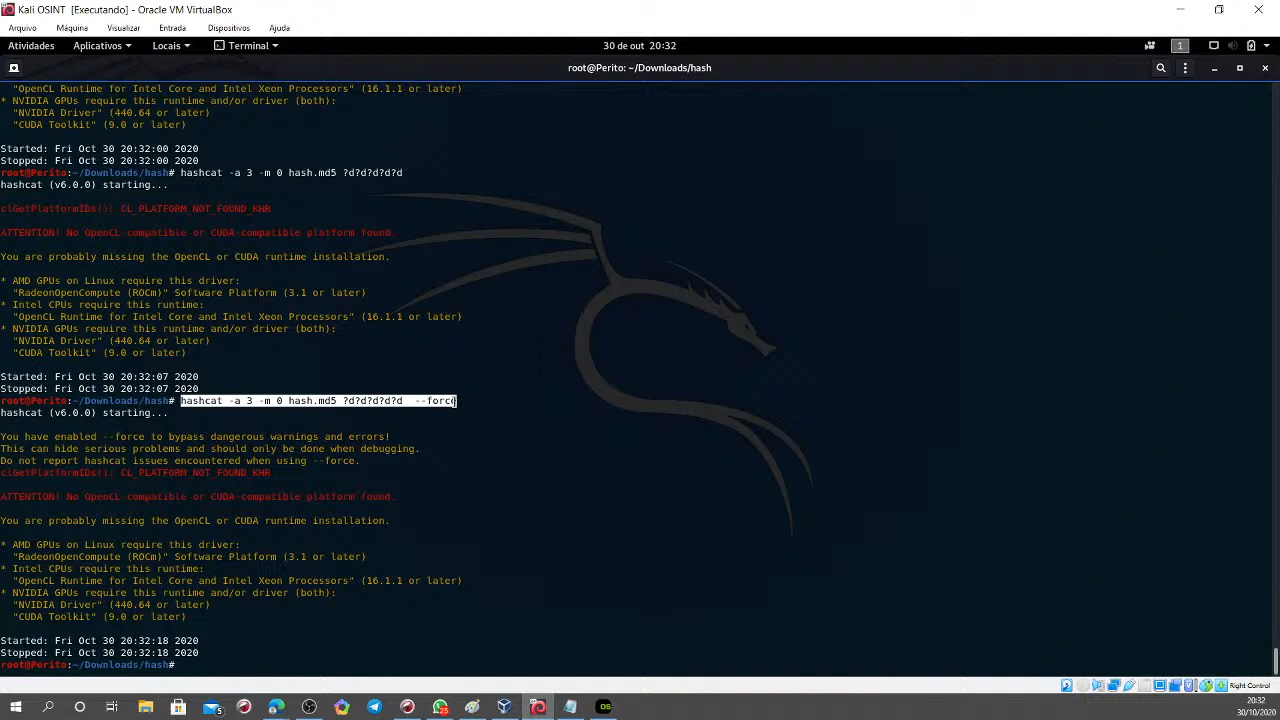 Kali OSINT [Executando] - Oracle VM VirtualBox
Arquivo Máquina Visualizar Entrada Dispositivos Ajuda
Atividades Aplicativos Locais Terminal 30 de out 20:32 1
root@Perito: ~/Downloads/hash
"OpenCL Runtime for Intel Core and Intel Xeon Processors" (16.1.1 or later)
* NVIDIA GPUs require this runtime and/or driver (both):
"NVIDIA Driver" (440.64 or later)
"CUDA Toolkit" (9.0 or later)
Started: Fri Oct 30 20:32:00 2020
Stopped: Fri Oct 30 20:32:00 2020
root@Perito:~/Downloads/hash# hashcat -a 3 -m 0 hash.md5 ?d?d?d?d?d
hashcat (v6.0.0) starting...
clGetPlatformIDs(): CL_PLATFORM_NOT_FOUND_KHR
ATTENTION! No OpenCL-compatible or CUDA-compatible platform found.
You are probably missing the OpenCL or CUDA runtime installation.
* AMD GPUs on Linux require this driver:
"RadeonOpenCompute (ROCm)" Software Platform (3.1 or later)
* Intel CPUs require this runtime:
"OpenCL Runtime for Intel Core and Intel Xeon Processors" (16.1.1 or later)
* NVIDIA GPUs require this runtime and/or driver (both):
"NVIDIA Driver" (440.64 or later)
"CUDA Toolkit" (9.0 or later)
Started: Fri Oct 30 20:32:07 2020
Stopped: Fri Oct 30 20:32:07 2020
root@Perito:~/Downloads/hash# hashcat -a 3 -m 0 hash.md5 ?d?d?d?d?d --force
hashcat (v6.0.0) starting...
You have enabled --force to bypass dangerous warnings and errors!
This can hide serious problems and should only be done when debugging.
Do not report hashcat issues encountered when using --force.
clGetPlatformIDs(): CL_PLATFORM_NOT_FOUND_KHR
ATTENTION! No OpenCL-compatible or CUDA-compatible platform found.
You are probably missing the OpenCL or CUDA runtime installation.
* AMD GPUs on Linux require this driver:
"RadeonOpenCompute (ROCm)" Software Platform (3.1 or later)
* Intel CPUs require this runtime:
"OpenCL Runtime for Intel Core and Intel Xeon Processors" (16.1.1 or later)
* NVIDIA GPUs require this runtime and/or driver (both):
"NVIDIA Driver" (440.64 or later)
"CUDA Toolkit" (9.0 or later)
Started: Fri Oct 30 20:32:18 2020
Stopped: Fri Oct 30 20:32:18 2020
root@Perito:~/Downloads/hash#
Right Control
5 25 OS 20:32
30/10/2020